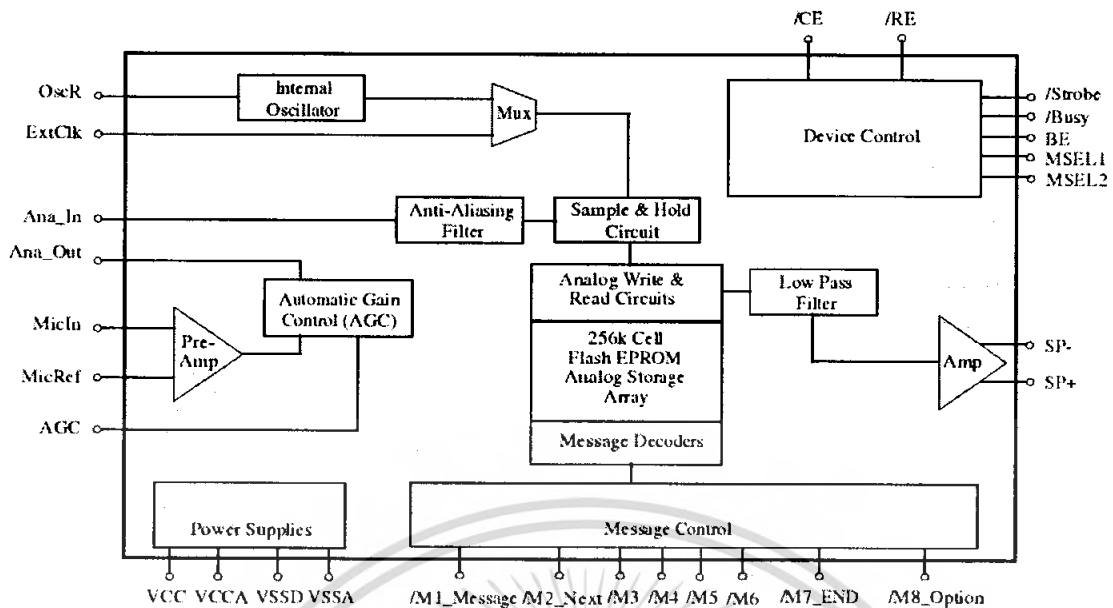 /CE
/RE
OscR
Internal
Oscillator
ExtClk
Mux
Device Control
/Strobe
/Busy
BE
MSEL1
MSEL2
Ana_In
Anti-Aliasing
Filter
Sample & Hold
Circuit
Ana_Out
Automatic Gain
Control (AGC)
Analog Write &
Read Circuits
Low Pass
Filter
MicIn
Pre-
Amp
MicRef
AGC
256k Cell
Flash EPROM
Analog Storage
Array
Amp
SP-
SP+
Message Decoders
Power Supplies
Message Control
VCC VCCA VSSD VSSA /M1_Message /M2_Next /M3 /M4 /M5 /M6 /M7_END /M8_Option